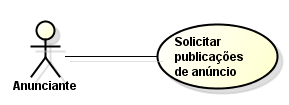 Solicitar
publicações
de anúncio
Anunciante